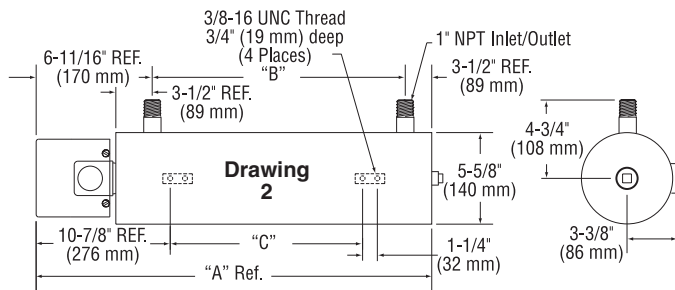 3/8-16 UNC Thread
3/4" (19 mm) deep
(4 Places)
1" NPT Inlet/Outlet
6-11/16" REF.
(170 mm)
"B"
3-1/2" REF.
(89 mm)
3-1/2" REF.
(89 mm)
4-3/4"
(108 mm)
Drawing
2
5-5/8"
(140 mm)
10-7/8" REF.
(276 mm)
"C"
1-1/4"
(32 mm)
3-3/8"
(86 mm)
"A" Ref.